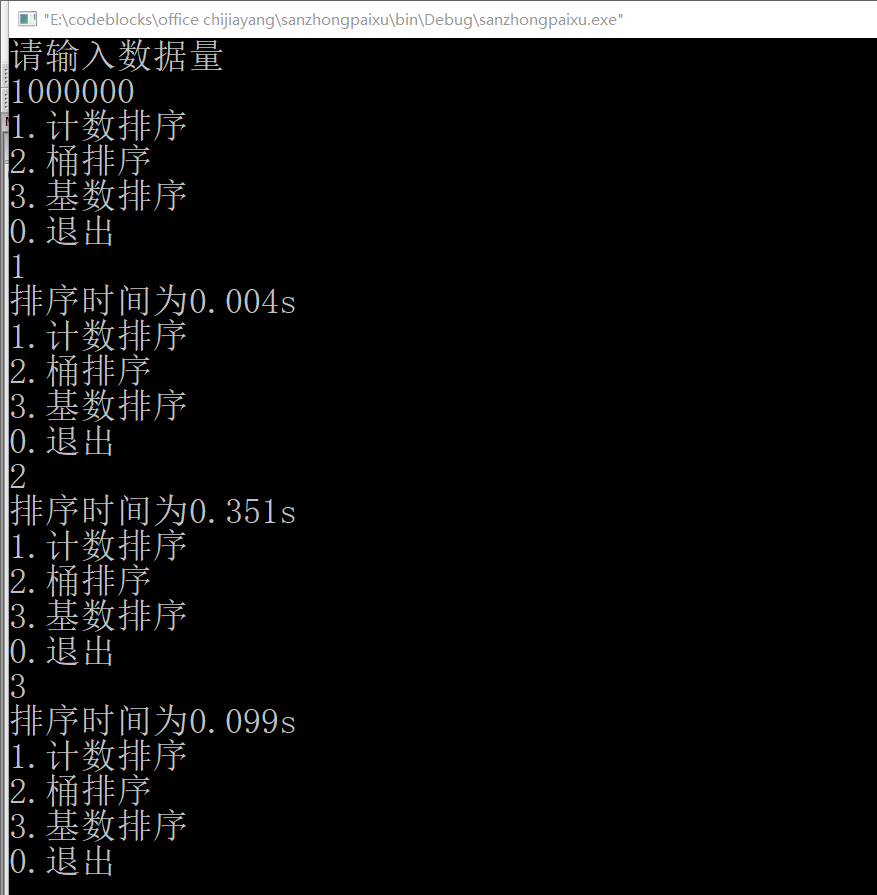 "E:\codeblocks\office chijiayang\sanzhongpaixu\bin\Debug\sanzhongpaixu.exe"
请输入数据量
1000000
1.计数排序
2.桶排序
3.基数排序
0.退出
1
排序时间为0.004s
1.计数排序
2.桶排序
3.基数排序
0.退出
2
排序时间为0.351s
1.计数排序
2.桶排序
3.基数排序
0.退出
3
排序时间为0.099s
1.计数排序
2.桶排序
3.基数排序
0.退出